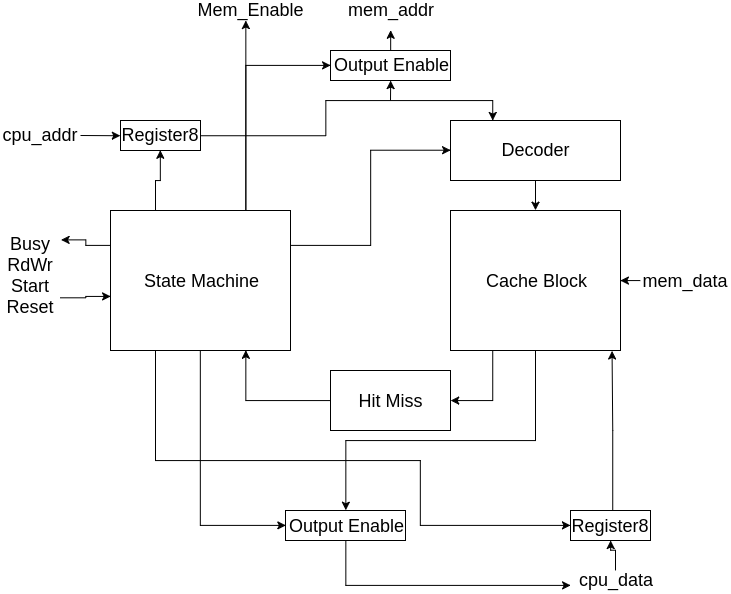 Mem_Enable
mem_addr
Output Enable
cpu_addr
Register8
Decoder
Busy
RdWr
Start
Reset
State Machine
Cache Block
mem_data
Hit Miss
Output Enable
Register8
cpu_data